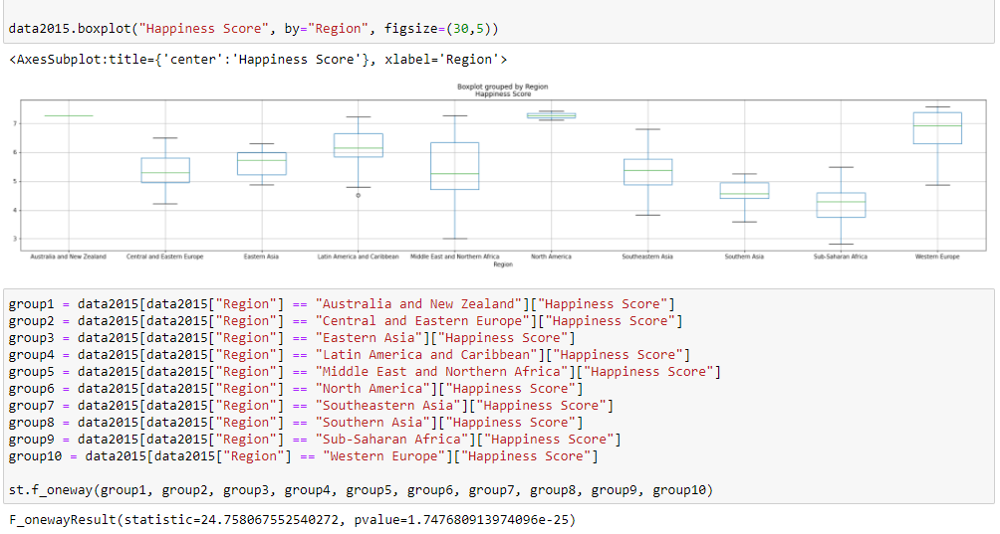 data2015.boxplot("Happiness Score", by="Region", figsize=(30,5))
<AxesSubplot:title={'center':'Happiness Score'}, xlabel='Region'>
Boxplot grouped by Region
Happiness Score
7
6
5
4
3
Australia and New Zealand Central and Eastern Europe Eastern Asia Latin America and Caribbean Middle East and Northern Africa North America Southeastern Asia Southern Asia Sub-Saharan Africa Western Europe
Region
group1 = data2015[data2015["Region"] == "Australia and New Zealand"]["Happiness Score"]
group2 = data2015[data2015["Region"] == "Central and Eastern Europe"]["Happiness Score"]
group3 = data2015[data2015["Region"] == "Eastern Asia"]["Happiness Score"]
group4 = data2015[data2015["Region"] == "Latin America and Caribbean"]["Happiness Score"]
group5 = data2015[data2015["Region"] == "Middle East and Northern Africa"]["Happiness Score"]
group6 = data2015[data2015["Region"] == "North America"]["Happiness Score"]
group7 = data2015[data2015["Region"] == "Southeastern Asia"]["Happiness Score"]
group8 = data2015[data2015["Region"] == "Southern Asia"]["Happiness Score"]
group9 = data2015[data2015["Region"] == "Sub-Saharan Africa"]["Happiness Score"]
group10 = data2015[data2015["Region"] == "Western Europe"]["Happiness Score"]
st.f_oneway(group1, group2, group3, group4, group5, group6, group7, group8, group9, group10)
F_onewayResult(statistic=24.758067552540272, pvalue=1.747680913974096e-25)